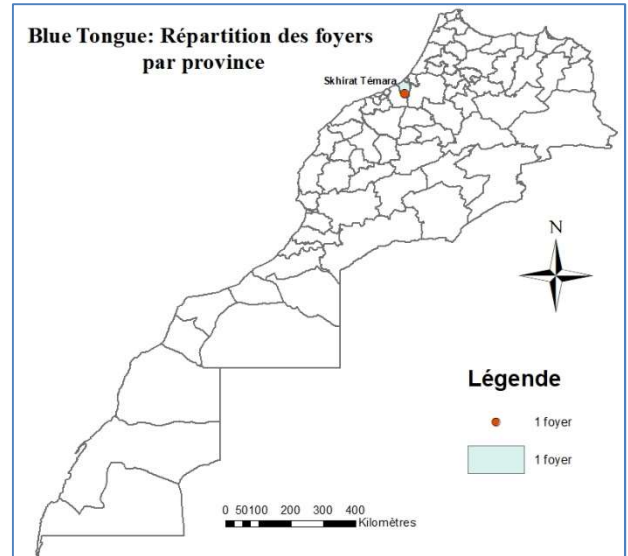 Blue Tongue: Répartition des foyers
par province
Skhirat Témara
N
Légende
1 foyer
1 foyer
0 50100 200 300 400
Kilomètres